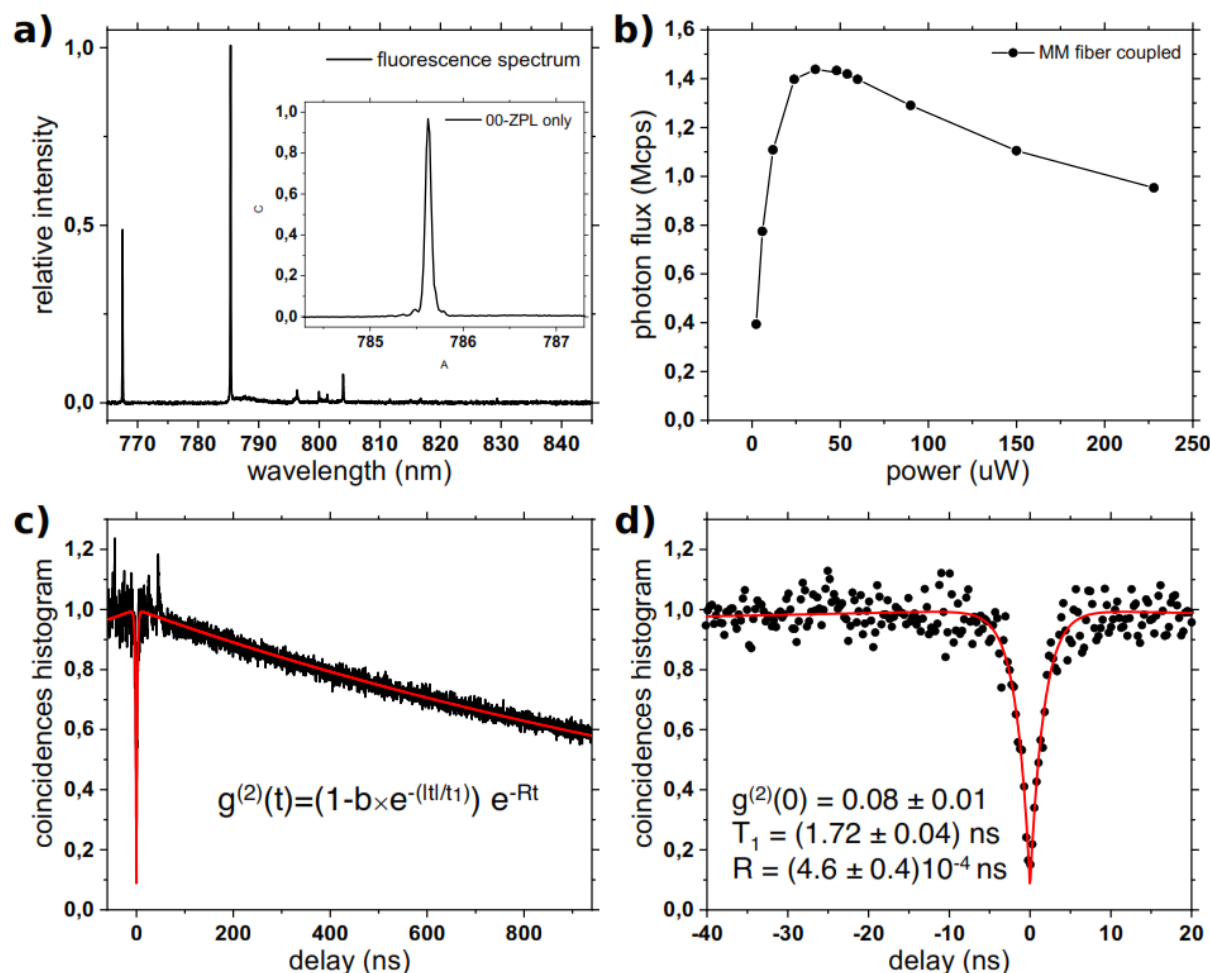 a)
fluorescence spectrum
1,0
0,5
0,0
relative intensity
770 780 790 800 810 820 830 840
wavelength (nm)
00-ZPL only
1,0
0,8
0,6
0,4
0,2
0,0
C
785 786 787
A
b)
MM fiber coupled
1,6
1,4
1,2
1,0
0,8
0,6
0,4
0,2
0,0
photon flux (Mcps)
0 50 100 150 200 250
power (uW)
c)
1,2
1,0
0,8
0,6
0,4
0,2
0,0
coincidences histogram
g(2)(t)=(1-b×e-(ltl/t1)) e-Rt
0 200 400 600 800
delay (ns)
d)
1,2
1,0
0,8
0,6
0,4
0,2
0,0
coincidences histogram
g(2)(0) = 0.08 ± 0.01
T1 = (1.72 ± 0.04) ns
R = (4.6 ± 0.4)10-4 ns
-40 -30 -20 -10 0 10 20
delay (ns)